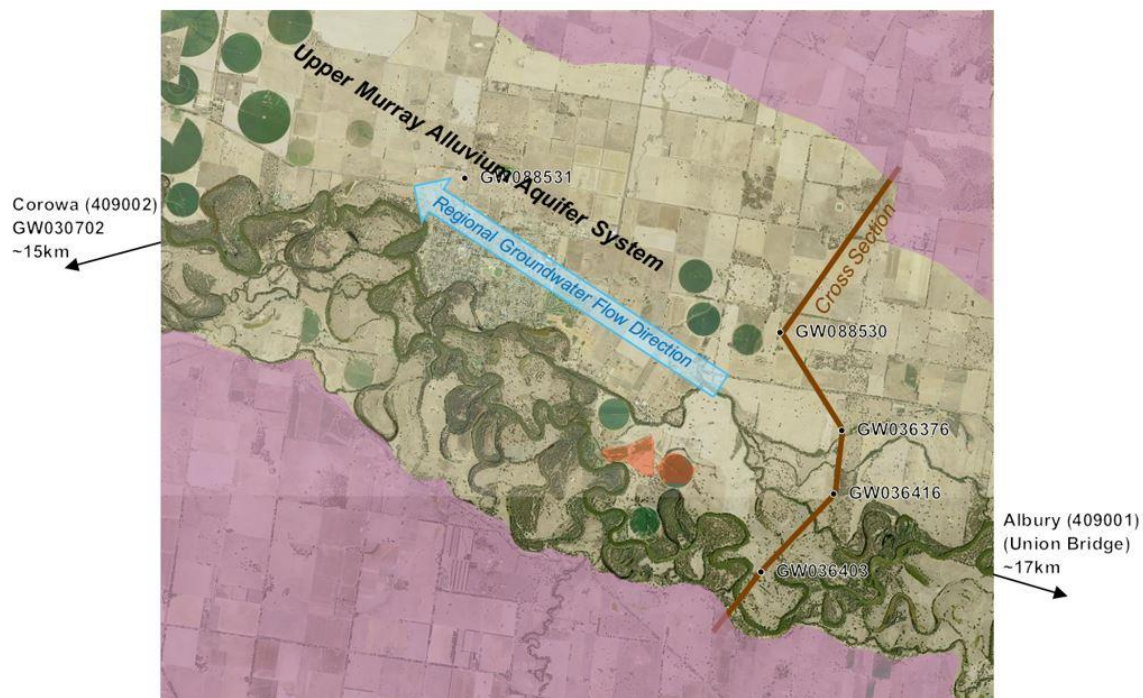 Upper Murray Alluvium Aquifer System
GW088531
Regional Groundwater Flow Direction
Corowa (409002)
GW030702
~15km
Cross Section
GW088530
GW036376
GW036416
GW036403
Albury (409001)
(Union Bridge)
~17km